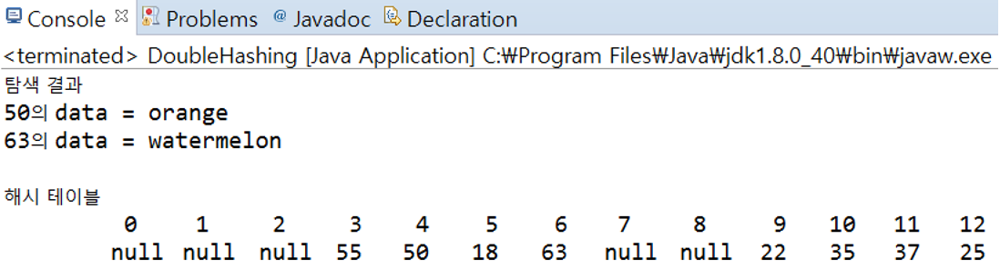 Console Problems @ Javadoc Declaration
<terminated> DoubleHashing [Java Application] C:₩Program Files₩Java₩jdk1.8.0_40₩bin₩javaw.exe
탐색 결과
50의 data = orange
63의 data = watermelon
해시 테이블
0 1 2 3 4 5 6 7 8 9 10 11 12
null null null 55 50 18 63 null null 22 35 37 25